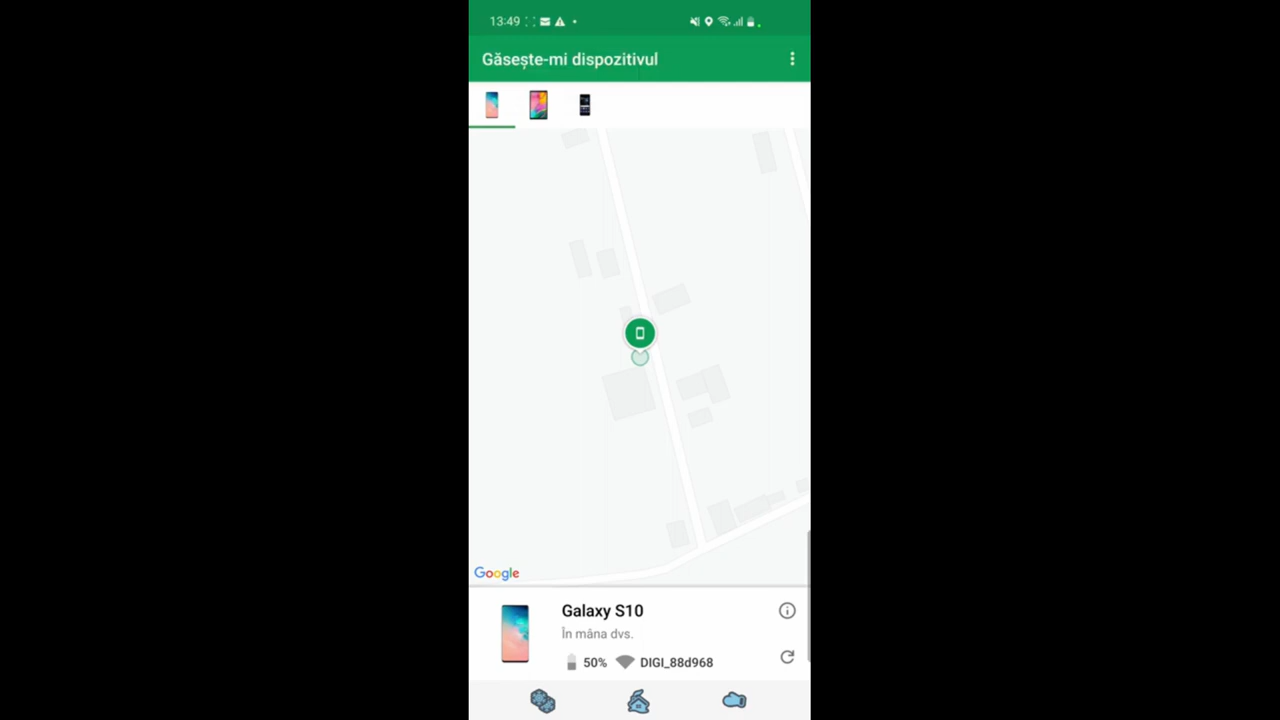 13:49
Găsește-mi dispozitivul
Google
Galaxy S10
În mâna dvs.
50% DIGI_88d968